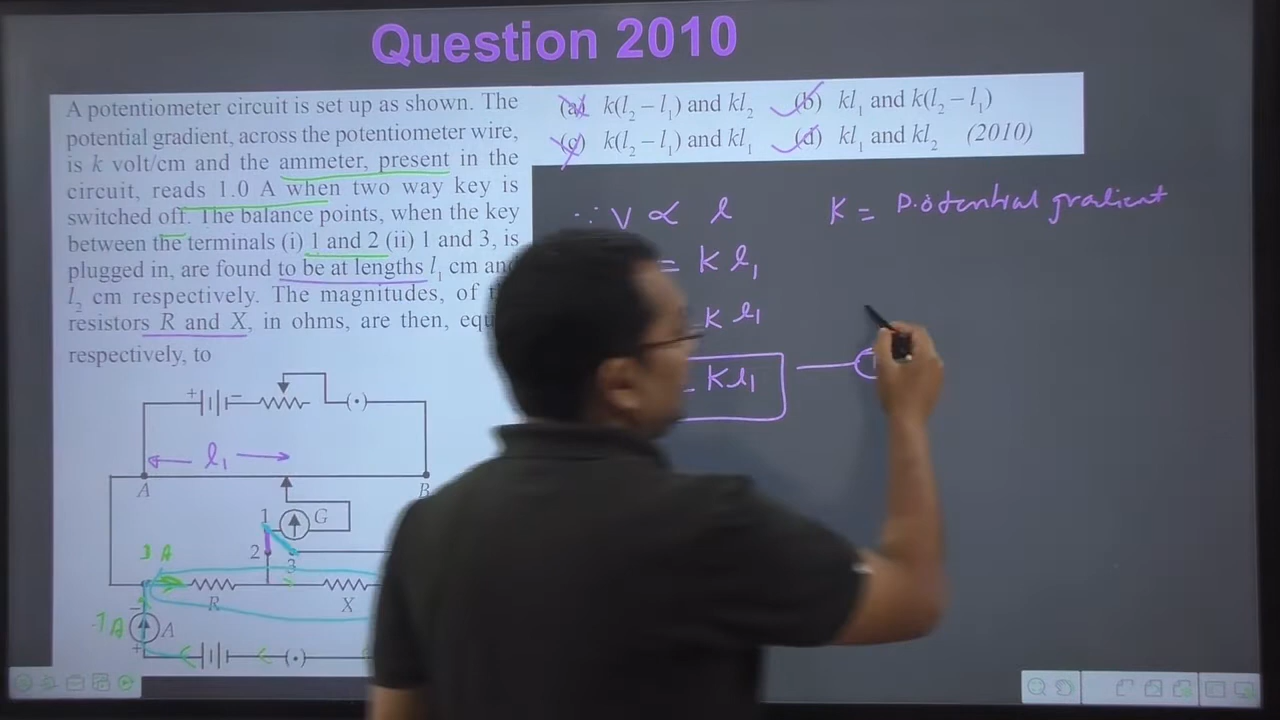 Question 2010
A potentiometer circuit is set up as shown. The
potential gradient, across the potentiometer wire,
is k volt/cm and the ammeter, present in the
circuit, reads 1.0 A when two way key is
switched off. The balance points, when the key
between the terminals (i) 1 and 2 (ii) 1 and 3, is
plugged in, are found to be at lengths l₁ cm and
l₂ cm respectively. The magnitudes, of
resistors R and X, in ohms, are then,
respectively, to
(a) k(l₂ – l₁) and kl₂ (b) kl₁ and k(l₂ – l₁)
(c) k(l₂ – l₁) and kl₁ (d) kl₁ and kl₂ (2010)
∵ V ∝ l K = Potential gradient
= K l₁
K l₁
Kl₁
+ –
l₁
A B
1 G
2
3
1 A
R X
–
1A A
+